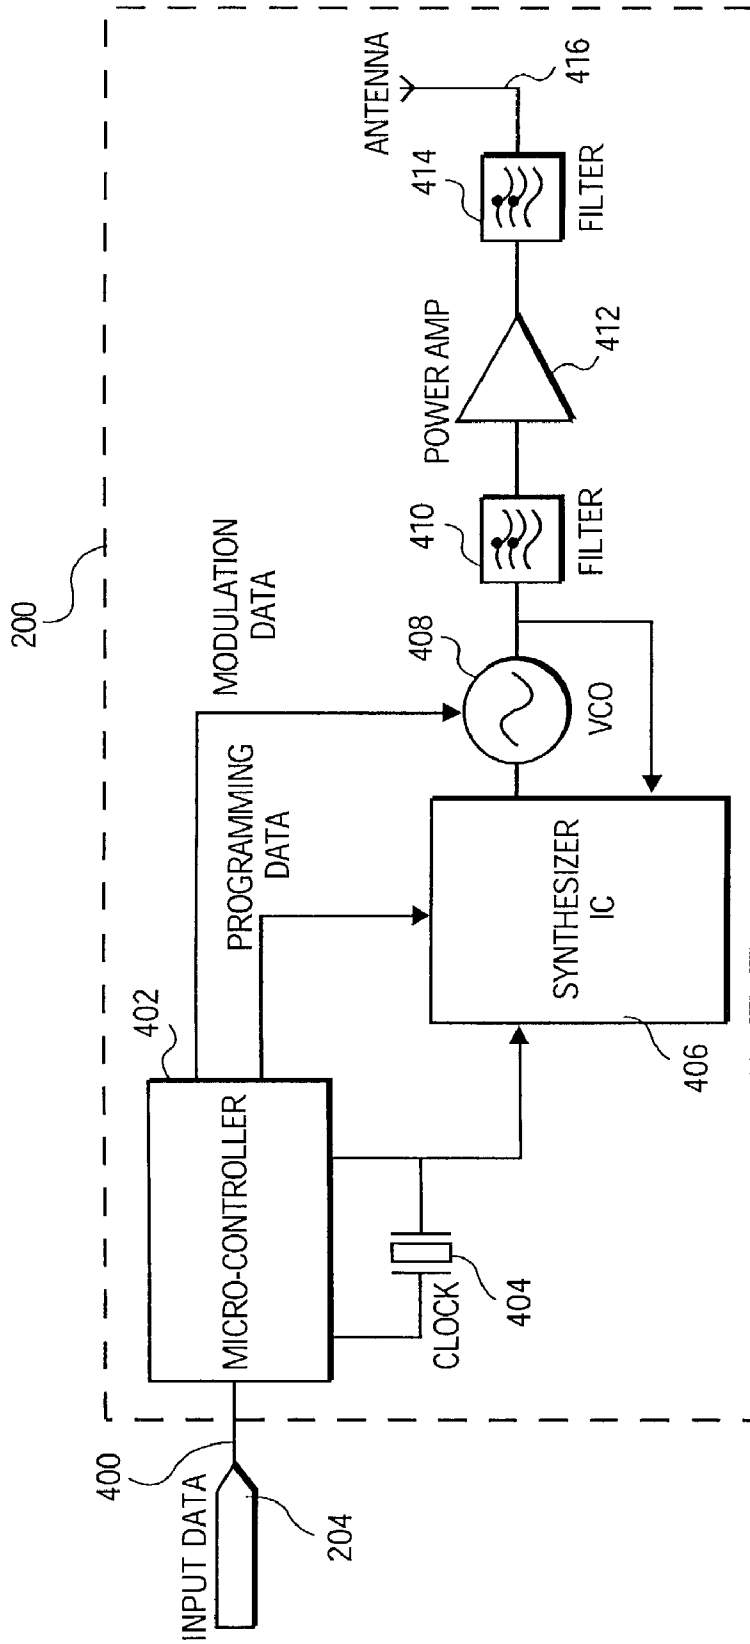 200
INPUT DATA
204
400
MICRO-CONTROLLER
402
CLOCK
404
MODULATION
DATA
PROGRAMMING
DATA
SYNTHESIZER
IC
406
408
VCO
410
FILTER
POWER AMP
412
414
FILTER
ANTENNA
416